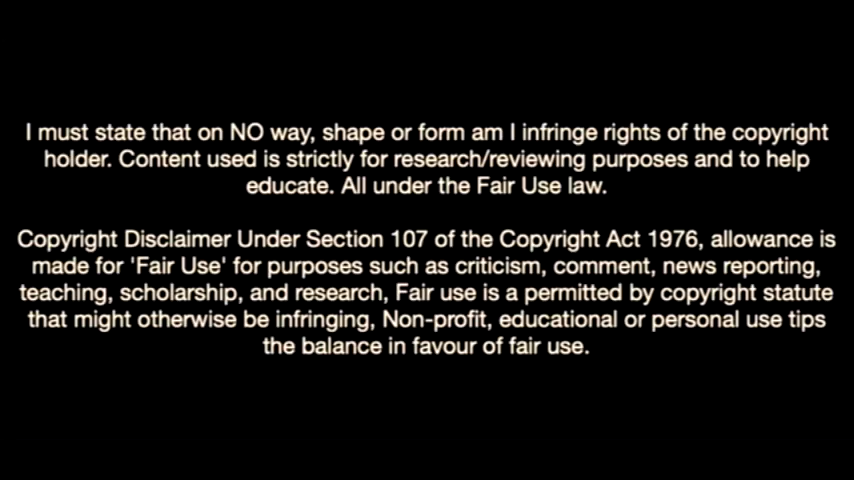 I must state that on NO way, shape or form am I infringe rights of the copyright
holder. Content used is strictly for research/reviewing purposes and to help
educate. All under the Fair Use law.
Copyright Disclaimer Under Section 107 of the Copyright Act 1976, allowance is
made for 'Fair Use' for purposes such as criticism, comment, news reporting,
teaching, scholarship, and research, Fair use is a permitted by copyright statute
that might otherwise be infringing, Non-profit, educational or personal use tips
the balance in favour of fair use.